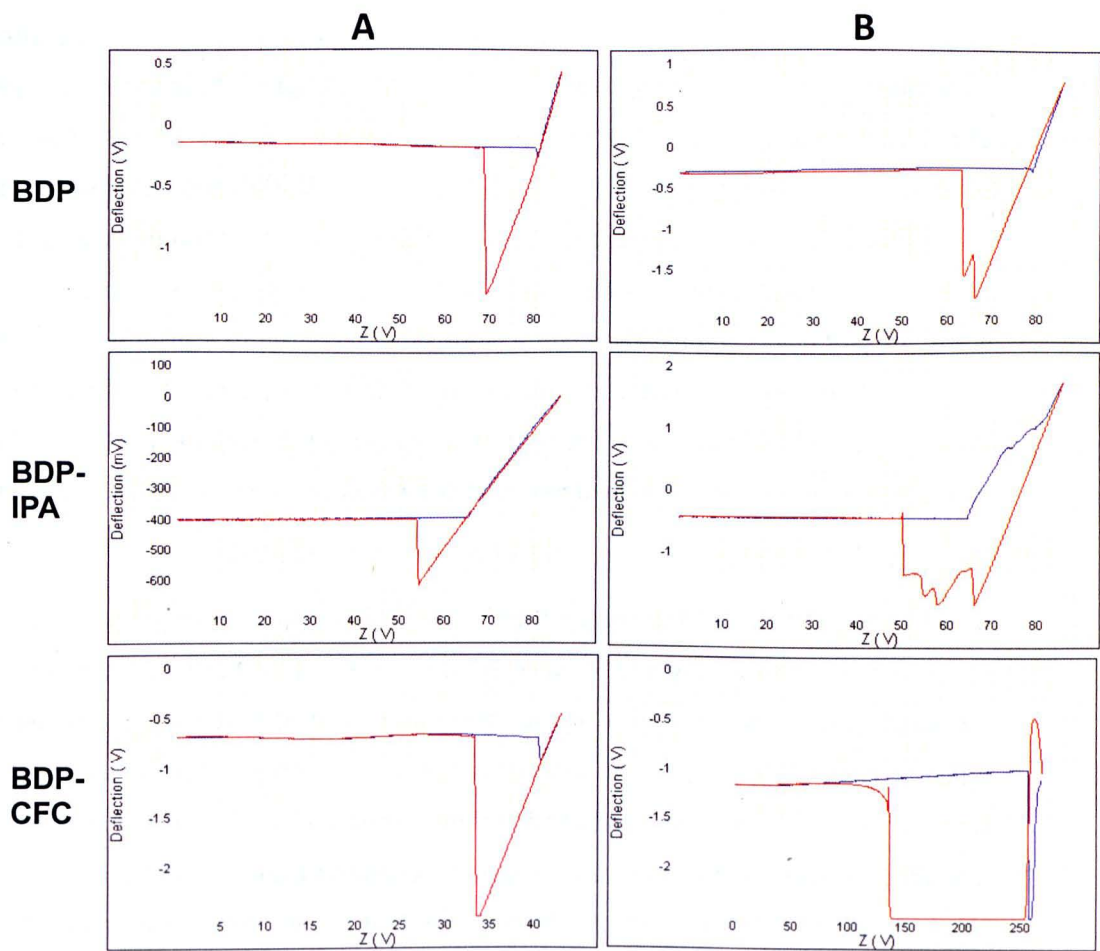 A
B
BDP
0.5
0
-0.5
-1
Deflection ( V)
10 20 30 40 50 60 70 80
Z ( V)
1
0.5
0
-0.5
-1
-1.5
Deflection ( V)
10 20 30 40 50 60 70 80
Z ( V)
BDP-
IPA
100
0
-100
-200
-300
-400
-500
-600
Deflection (mV)
10 20 30 40 50 60 70 80
Z ( V)
2
1
0
-1
Deflection ( V)
10 20 30 40 50 60 70 80
Z ( V)
BDP-
CFC
0
-0.5
-1
-1.5
-2
Deflection ( V)
5 10 15 20 25 30 35 40
Z ( V)
0
-0.5
-1
-1.5
-2
Deflection ( V)
0 50 100 150 200 250
Z ( V)